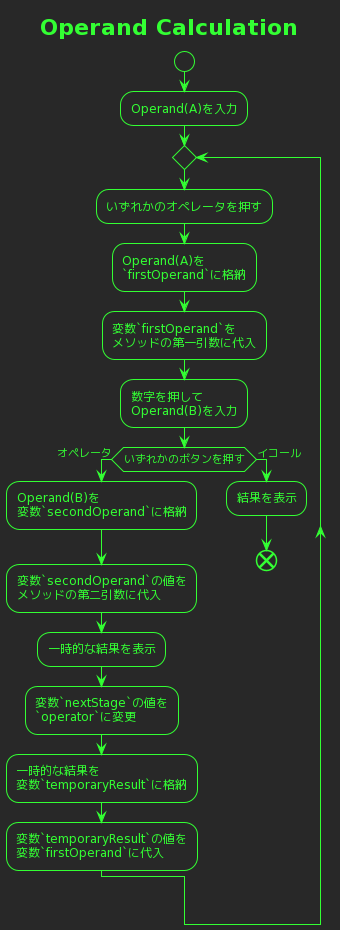 Operand Calculation
Operand(A)を入力
いずれかのオペレータを押す
Operand(A)を
`firstOperand`に格納
変数`firstOperand`を
メソッドの第一引数に代入
数字を押して
Operand(B)を入力
オペレータ
いずれかのボタンを押す
イコール
Operand(B)を
変数`secondOperand`に格納
結果を表示
変数`secondOperand`の値を
メソッドの第二引数に代入
一時的な結果を表示
変数`nextStage`の値を
`operator`に変更
一時的な結果を
変数`temporaryResult`に格納
変数`temporaryResult`の値を
変数`firstOperand`に代入